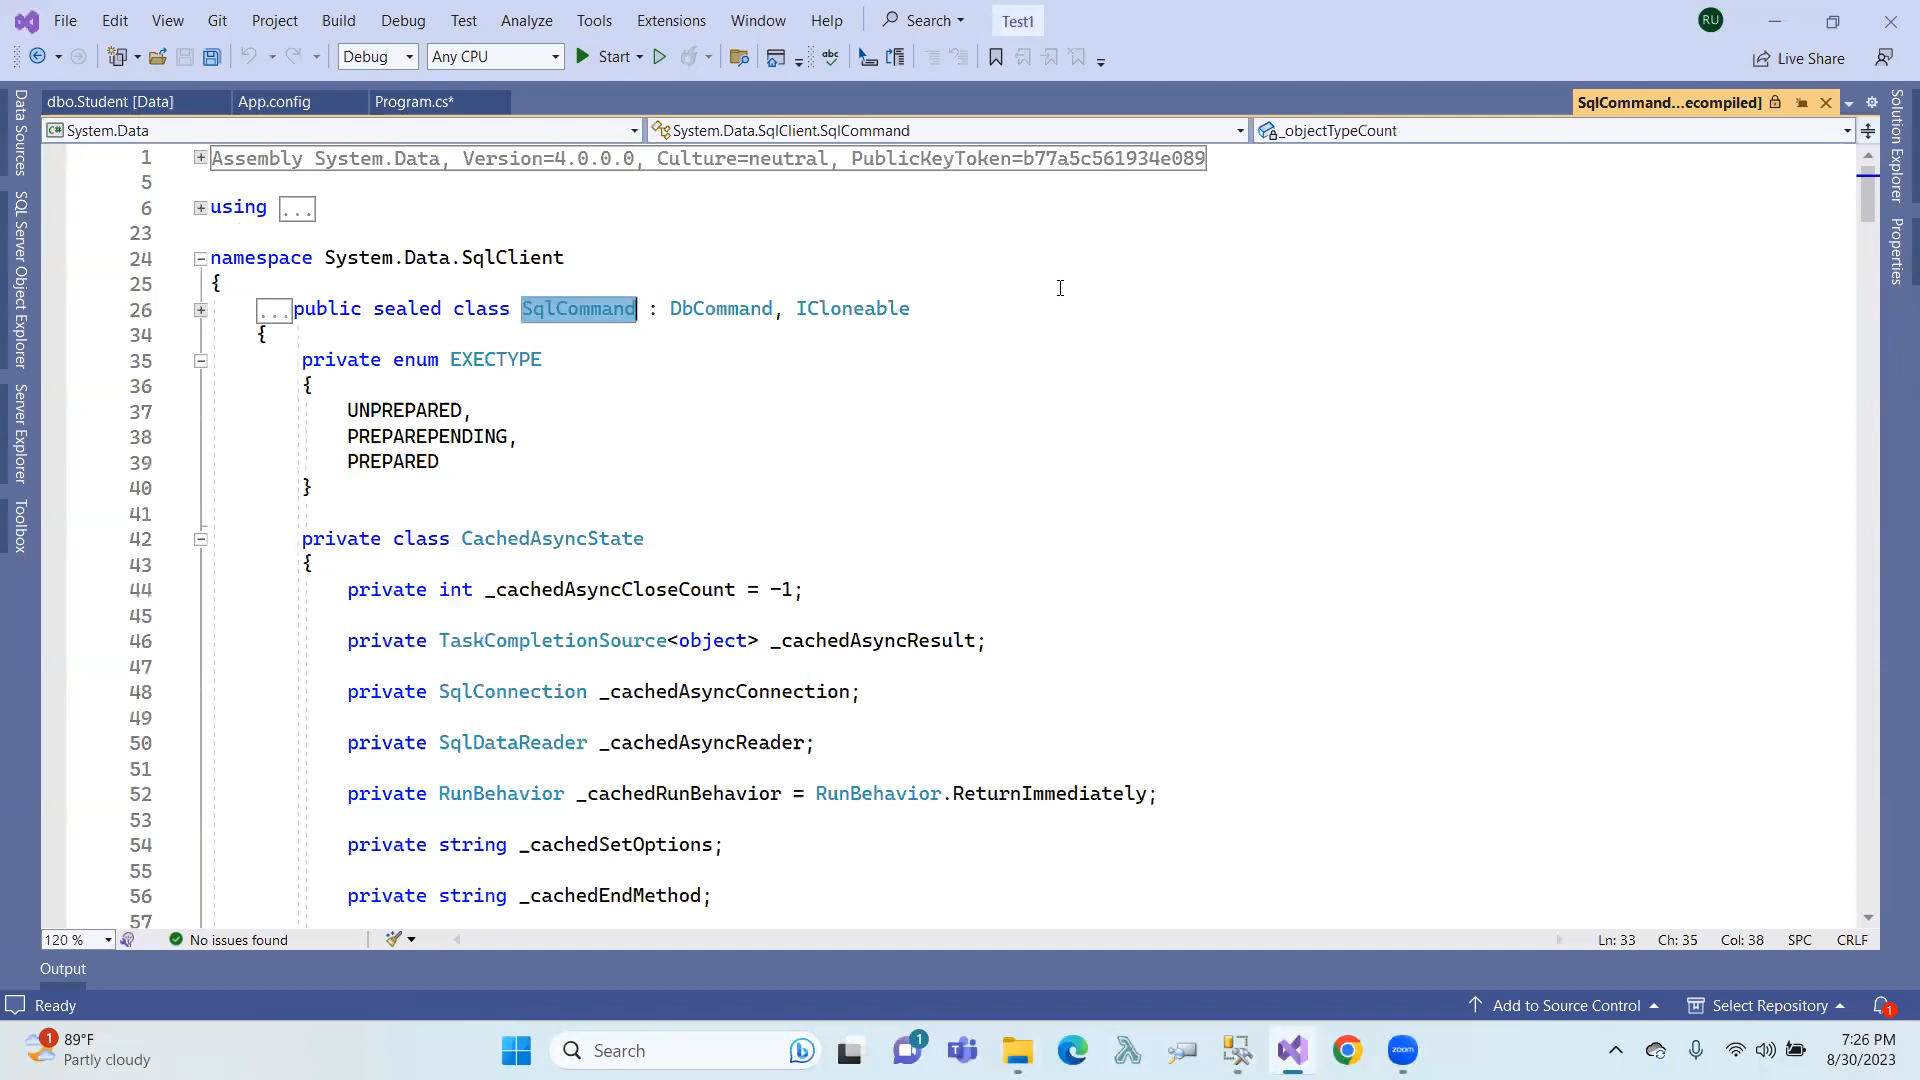 File Edit View Git Project Build Debug Test Analyze Tools Extensions Window Help Search Test1 RU
Debug Any CPU Start abc Live Share
dbo.Student [Data] App.config Program.cs* SqlCommand...ecompiled]
C# System.Data System.Data.SqlClient.SqlCommand _objectTypeCount
Data Sources
SQL Server Object Explorer
Server Explorer
Toolbox
Solution Explorer
Properties
1 Assembly System.Data, Version=4.0.0.0, Culture=neutral, PublicKeyToken=b77a5c561934e089
5
6 using ...
23
24 namespace System.Data.SqlClient
25 {
26 ...public sealed class SqlCommand : DbCommand, ICloneable
34 {
35 private enum EXECTYPE
36 {
37 UNPREPARED,
38 PREPAREPENDING,
39 PREPARED
40 }
41
42 private class CachedAsyncState
43 {
44 private int _cachedAsyncCloseCount = -1;
45
46 private TaskCompletionSource<object> _cachedAsyncResult;
47
48 private SqlConnection _cachedAsyncConnection;
49
50 private SqlDataReader _cachedAsyncReader;
51
52 private RunBehavior _cachedRunBehavior = RunBehavior.ReturnImmediately;
53
54 private string _cachedSetOptions;
55
56 private string _cachedEndMethod;
57
120 % No issues found Ln: 33 Ch: 35 Col: 38 SPC CRLF
Output
Ready Add to Source Control Select Repository 1
1 89°F
Partly cloudy
Search 1 zoom
7:26 PM
8/30/2023